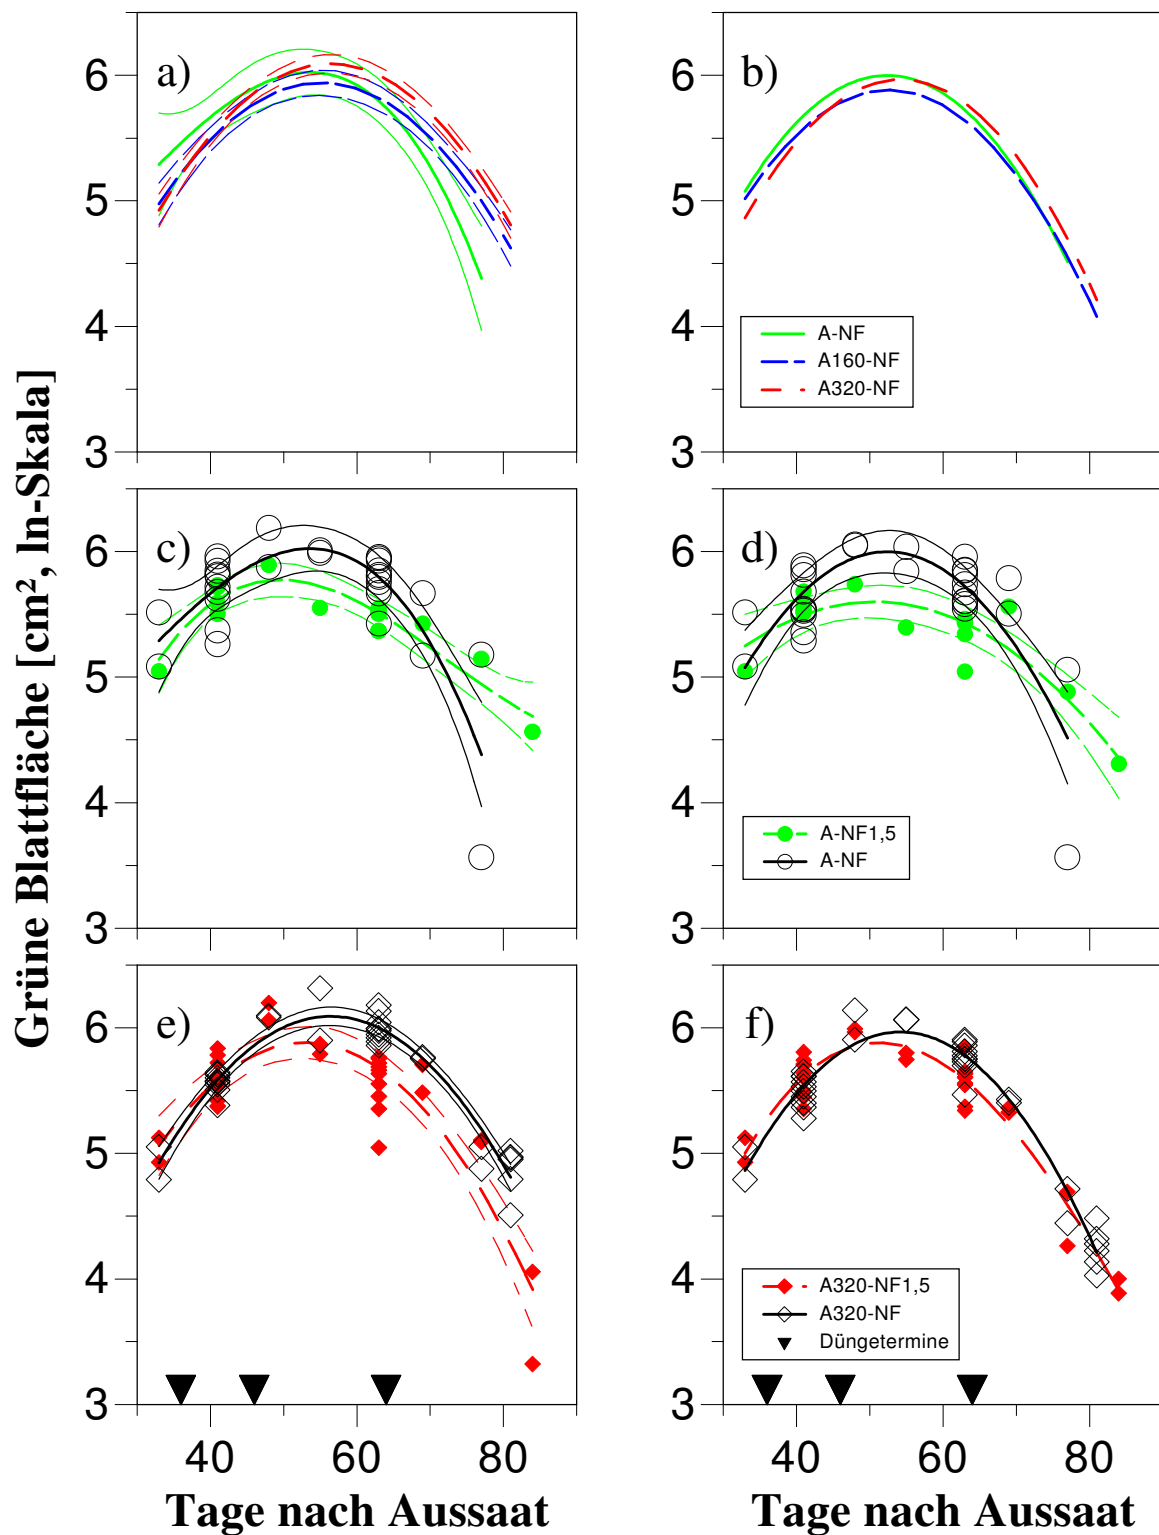 Grüne Blattfläche [cm², ln-Skala]
a)
6
5
4
3
b)
6
5
4
3
A-NF
A160-NF
A320-NF
c)
6
5
4
3
d)
6
5
4
3
A-NF1,5
A-NF
e)
6
5
4
3
40 60 80
Tage nach Aussaat
f)
6
5
4
3
A320-NF1,5
A320-NF
Düngetermine
40 60 80
Tage nach Aussaat